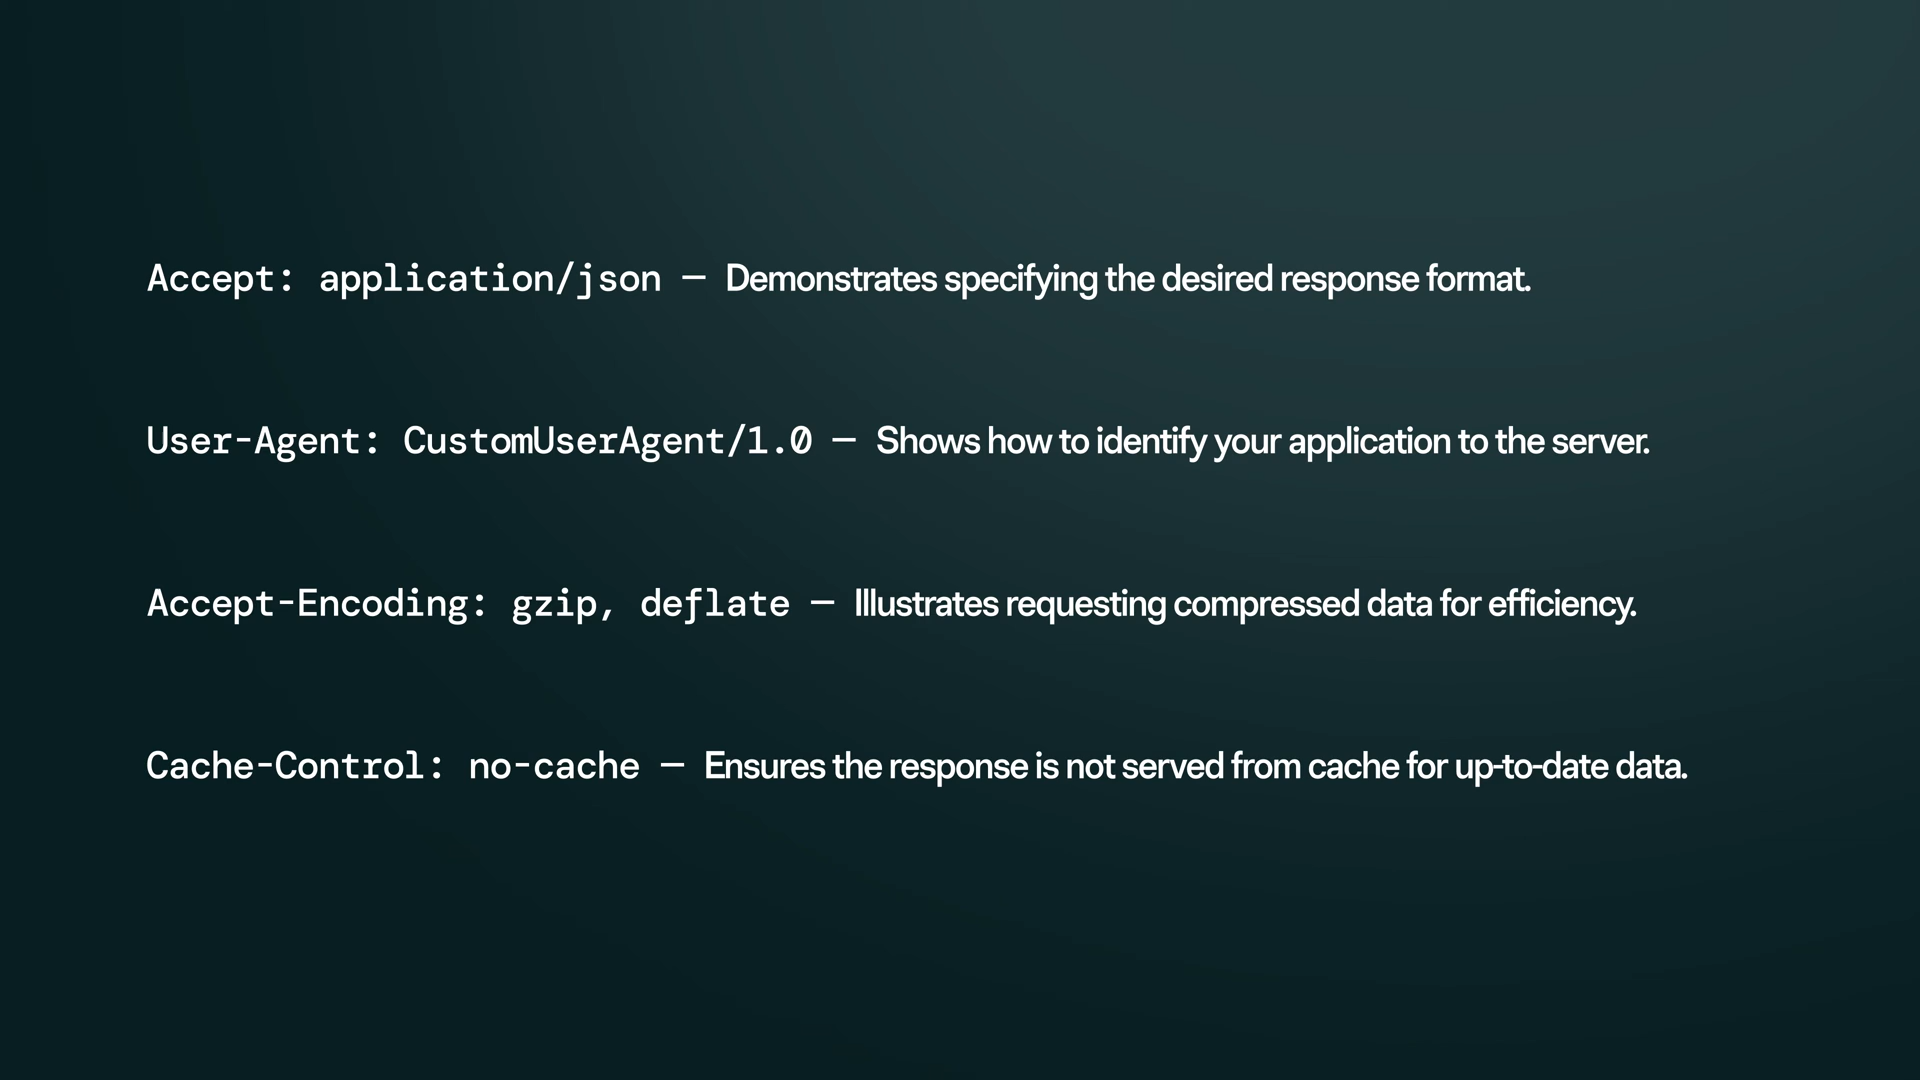 Accept: application/json — Demonstrates specifying the desired response format.
User-Agent: CustomUserAgent/1.0 — Shows how to identify your application to the server.
Accept-Encoding: gzip, deflate — Illustrates requesting compressed data for efficiency.
Cache-Control: no-cache — Ensures the response is not served from cache for up-to-date data.